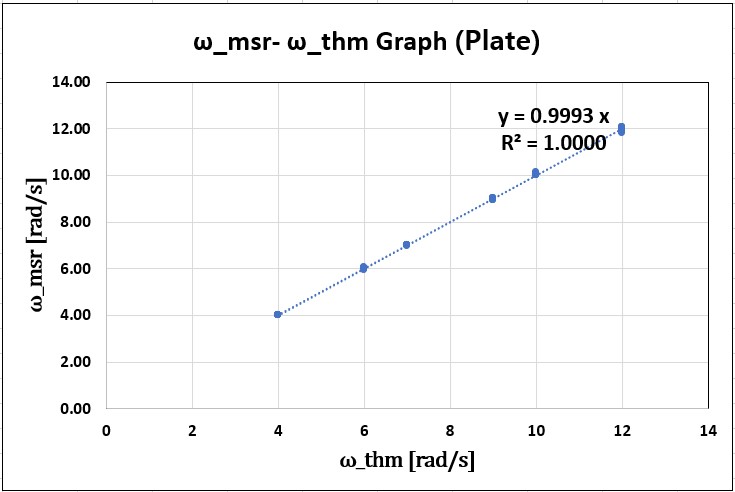 ω_msr- ω_thm Graph (Plate)
14.00
y = 0.9993 x
12.00
R² = 1.0000
10.00
8.00
6.00
4.00
2.00
0.00
ω_msr [rad/s]
0 2 4 6 8 10 12 14
ω_thm [rad/s]